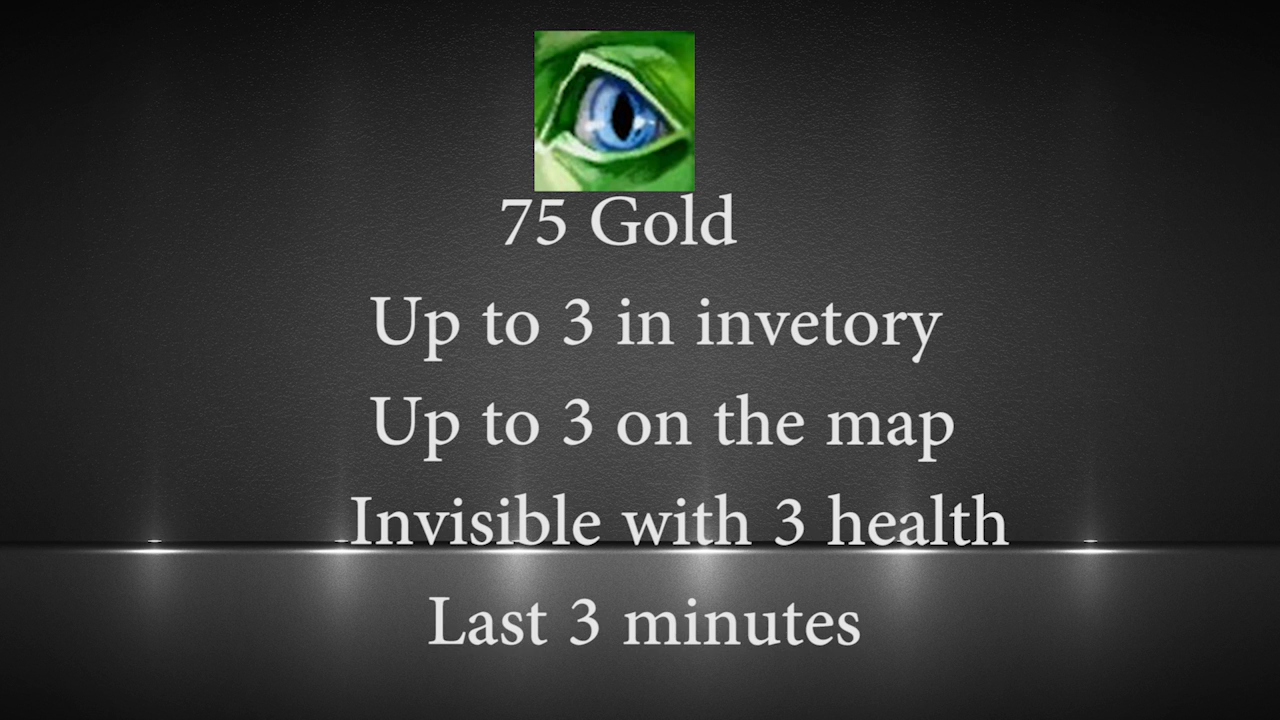 75 Gold
Up to 3 in invetory
Up to 3 on the map
Invisible with 3 health
Last 3 minutes